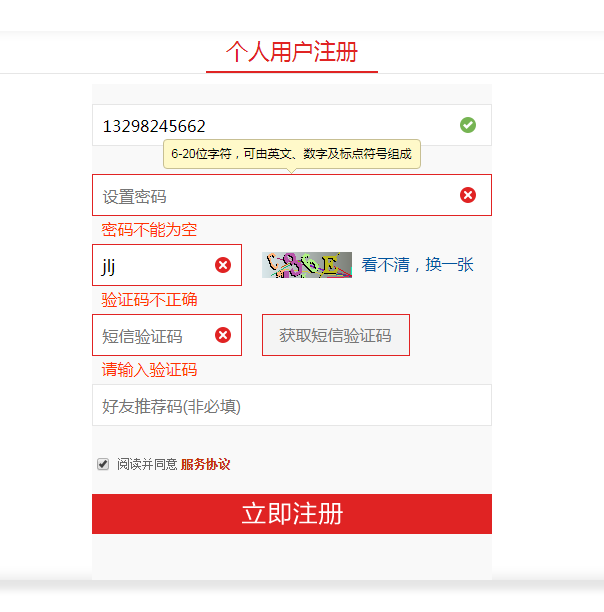 个人用户注册
13298245662
6-20位字符，可由英文、数字及标点符号组成
设置密码
密码不能为空
jlj
看不清，换一张
验证码不正确
短信验证码
获取短信验证码
请输入验证码
好友推荐码(非必填)
阅读并同意 服务协议
立即注册